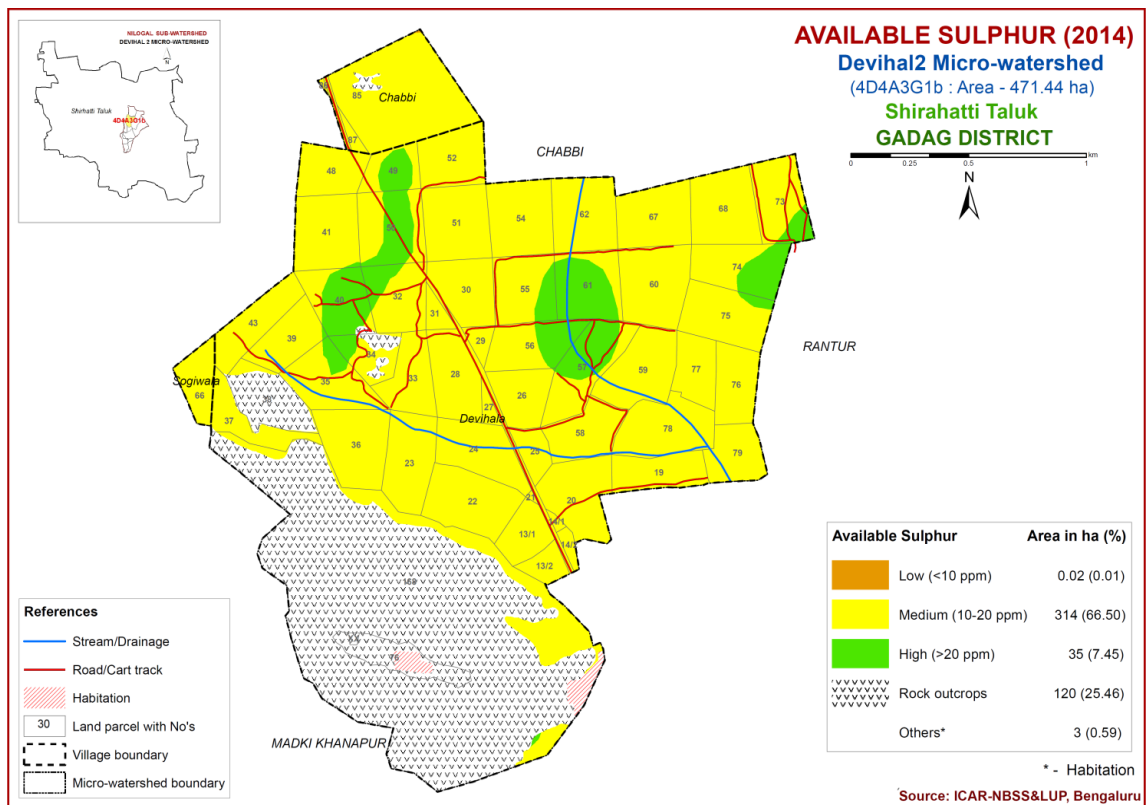 NILOGAL SUB-WATERSHED
DEVIHAL 2 MICRO-WATERSHED
N
Shirhatti Taluk
4D4A3G1b
AVAILABLE SULPHUR (2014)
Devihal2 Micro-watershed
(4D4A3G1b : Area - 471.44 ha)
Shirahatti Taluk
GADAG DISTRICT
0 0.25 0.5 1 km
N
85
Chabbi
87
CHABBI
48
49
52
41
50
51
54
62
67
68
73
74
40
32
30
55
61
60
75
43
39
31
29
56
59
77
76
RANTUR
34
33
35
28
57
26
Sogiwala
66
38
37
27
Devihala
58
78
36
23
24
25
79
19
22
21
20
14/1
13/1
13/2
76
MADKI KHANAPUR
References
Stream/Drainage
Road/Cart track
Habitation
30 Land parcel with No's
Village boundary
Micro-watershed boundary
Available Sulphur Area in ha (%)
Low (<10 ppm) 0.02 (0.01)
Medium (10-20 ppm) 314 (66.50)
High (>20 ppm) 35 (7.45)
Rock outcrops 120 (25.46)
Others* 3 (0.59)
* - Habitation
Source: ICAR-NBSS&LUP, Bengaluru